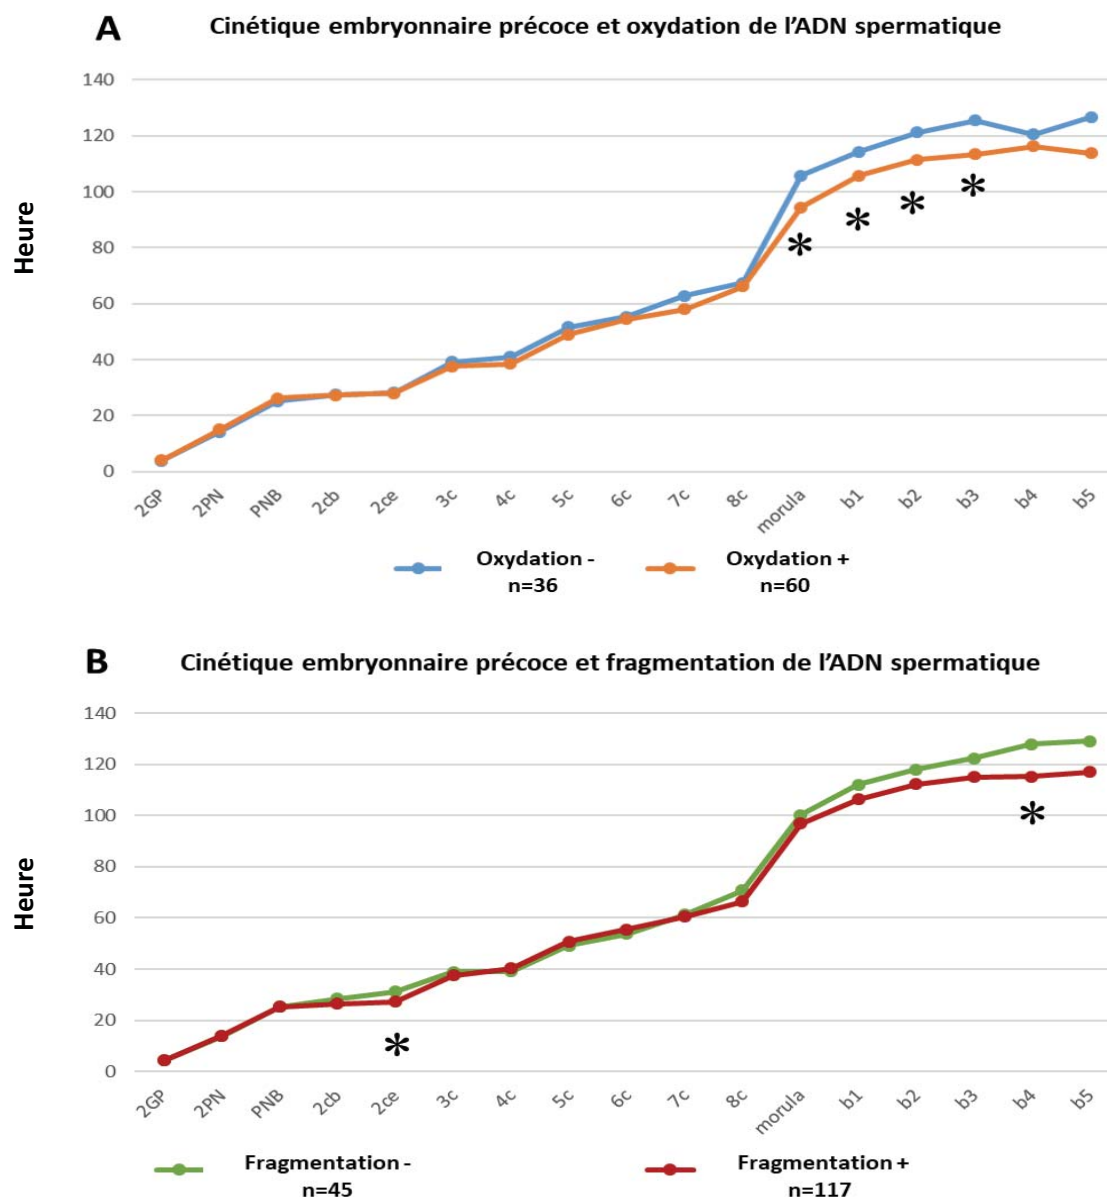 A
Cinétique embryonnaire précoce et oxydation de l’ADN spermatique
Heure
140
120
100
80
60
40
20
0
2GP 2PN PNB 2cb 2ce 3c 4c 5c 6c 7c 8c morula b1 b2 b3 b4 b5
* * * *
Oxydation - Oxydation +
n=36 n=60
B
Cinétique embryonnaire précoce et fragmentation de l’ADN spermatique
Heure
140
120
100
80
60
40
20
0
2GP 2PN PNB 2cb 2ce 3c 4c 5c 6c 7c 8c morula b1 b2 b3 b4 b5
* *
Fragmentation - Fragmentation +
n=45 n=117